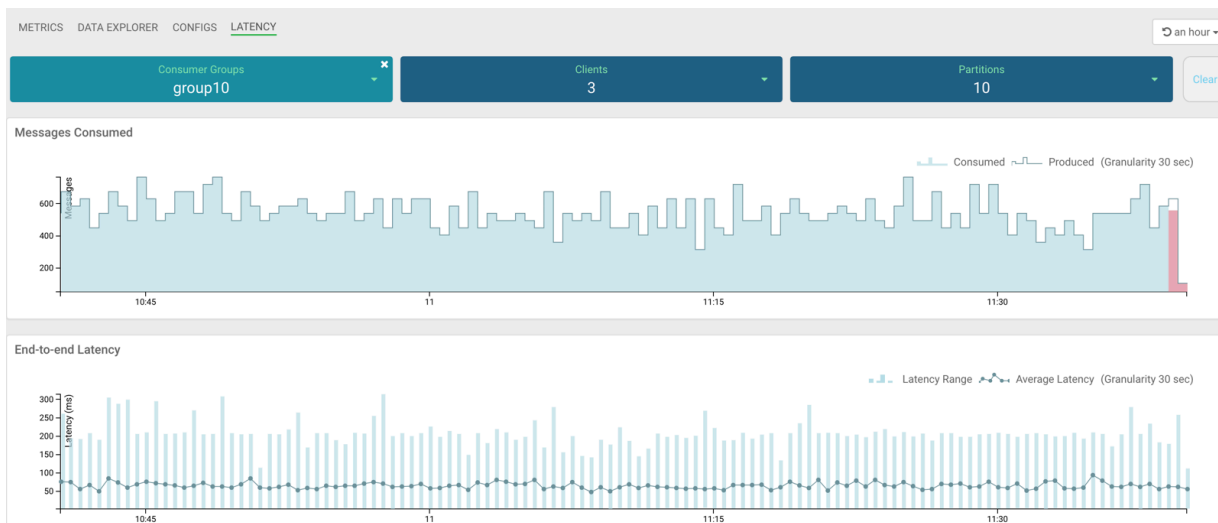 METRICS DATA EXPLORER CONFIGS LATENCY
an hour
Consumer Groups
group10
Clients
3
Partitions
10
Clear
Messages Consumed
Consumed Produced (Granularity 30 sec)
Messages
600
400
200
10:45 11 11:15 11:30
End-to-end Latency
Latency Range Average Latency (Granularity 30 sec)
Latency (ms)
300
250
200
150
100
50
10:45 11 11:15 11:30